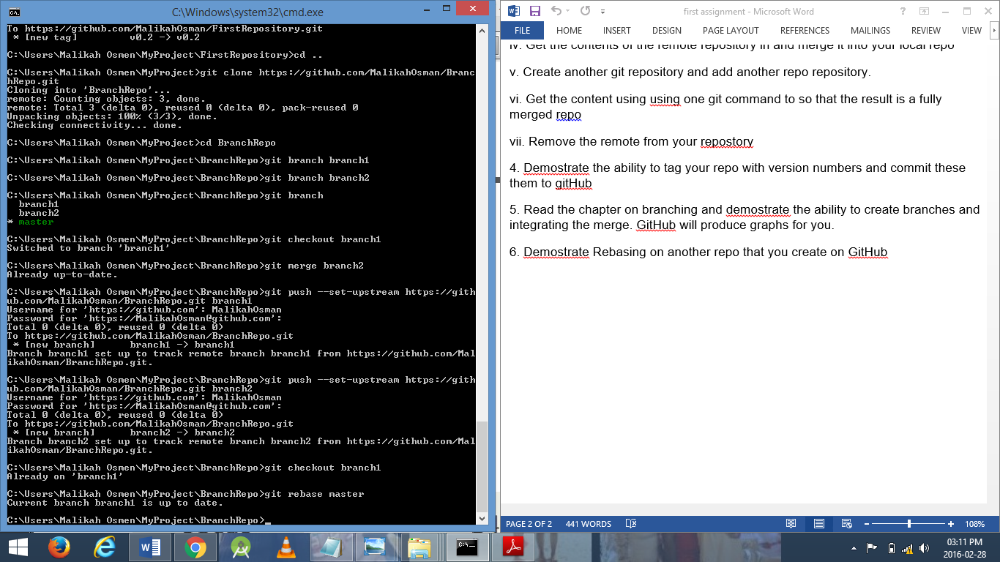 C:\Windows\system32\cmd.exe
To https://github.com/MalikahOsman/FirstRepository.git
 * [new tag]         v0.2 -> v0.2
C:\Users\Malikah Osmen\MyProject\FirstRepository>cd ..
C:\Users\Malikah Osmen\MyProject>git clone https://github.com/MalikahOsman/Branc
hRepo.git
Cloning into 'BranchRepo'...
remote: Counting objects: 3, done.
remote: Total 3 (delta 0), reused 0 (delta 0), pack-reused 0
Unpacking objects: 100% (3/3), done.
Checking connectivity... done.
C:\Users\Malikah Osmen\MyProject>cd BranchRepo
C:\Users\Malikah Osmen\MyProject\BranchRepo>git branch branch1
C:\Users\Malikah Osmen\MyProject\BranchRepo>git branch branch2
C:\Users\Malikah Osmen\MyProject\BranchRepo>git branch
  branch1
  branch2
* master
C:\Users\Malikah Osmen\MyProject\BranchRepo>git checkout branch1
Switched to branch 'branch1'
C:\Users\Malikah Osmen\MyProject\BranchRepo>git merge branch2
Already up-to-date.
C:\Users\Malikah Osmen\MyProject\BranchRepo>git push --set-upstream https://gith
ub.com/MalikahOsman/BranchRepo.git branch1
Username for 'https://github.com': MalikahOsman
Password for 'https://MalikahOsman@github.com':
Total 0 (delta 0), reused 0 (delta 0)
To https://github.com/MalikahOsman/BranchRepo.git
 * [new branch]      branch1 -> branch1
Branch branch1 set up to track remote branch branch1 from https://github.com/Mal
ikahOsman/BranchRepo.git.
C:\Users\Malikah Osmen\MyProject\BranchRepo>git push --set-upstream https://gith
ub.com/MalikahOsman/BranchRepo.git branch2
Username for 'https://github.com': MalikahOsman
Password for 'https://MalikahOsman@github.com':
Total 0 (delta 0), reused 0 (delta 0)
To https://github.com/MalikahOsman/BranchRepo.git
 * [new branch]      branch2 -> branch2
Branch branch2 set up to track remote branch branch2 from https://github.com/Mal
ikahOsman/BranchRepo.git.
C:\Users\Malikah Osmen\MyProject\BranchRepo>git checkout branch1
Already on 'branch1'
C:\Users\Malikah Osmen\MyProject\BranchRepo>git rebase master
Current branch branch1 is up to date.
C:\Users\Malikah Osmen\MyProject\BranchRepo>_
first assignment - Microsoft Word
FILE HOME INSERT DESIGN PAGE LAYOUT REFERENCES MAILINGS REVIEW VIEW
iv. Get the contents of the remote repository in and merge it into your local repo
v. Create another git repository and add another repo repository.
vi. Get the content using using one git command to so that the result is a fully
merged repo
vii. Remove the remote from your repostory
4. Demostrate the ability to tag your repo with version numbers and commit these
them to gitHub
5. Read the chapter on branching and demostrate the ability to create branches and
integrating the merge. GitHub will produce graphs for you.
6. Demostrate Rebasing on another repo that you create on GitHub
PAGE 2 OF 2 441 WORDS 108%
03:11 PM
2016-02-28